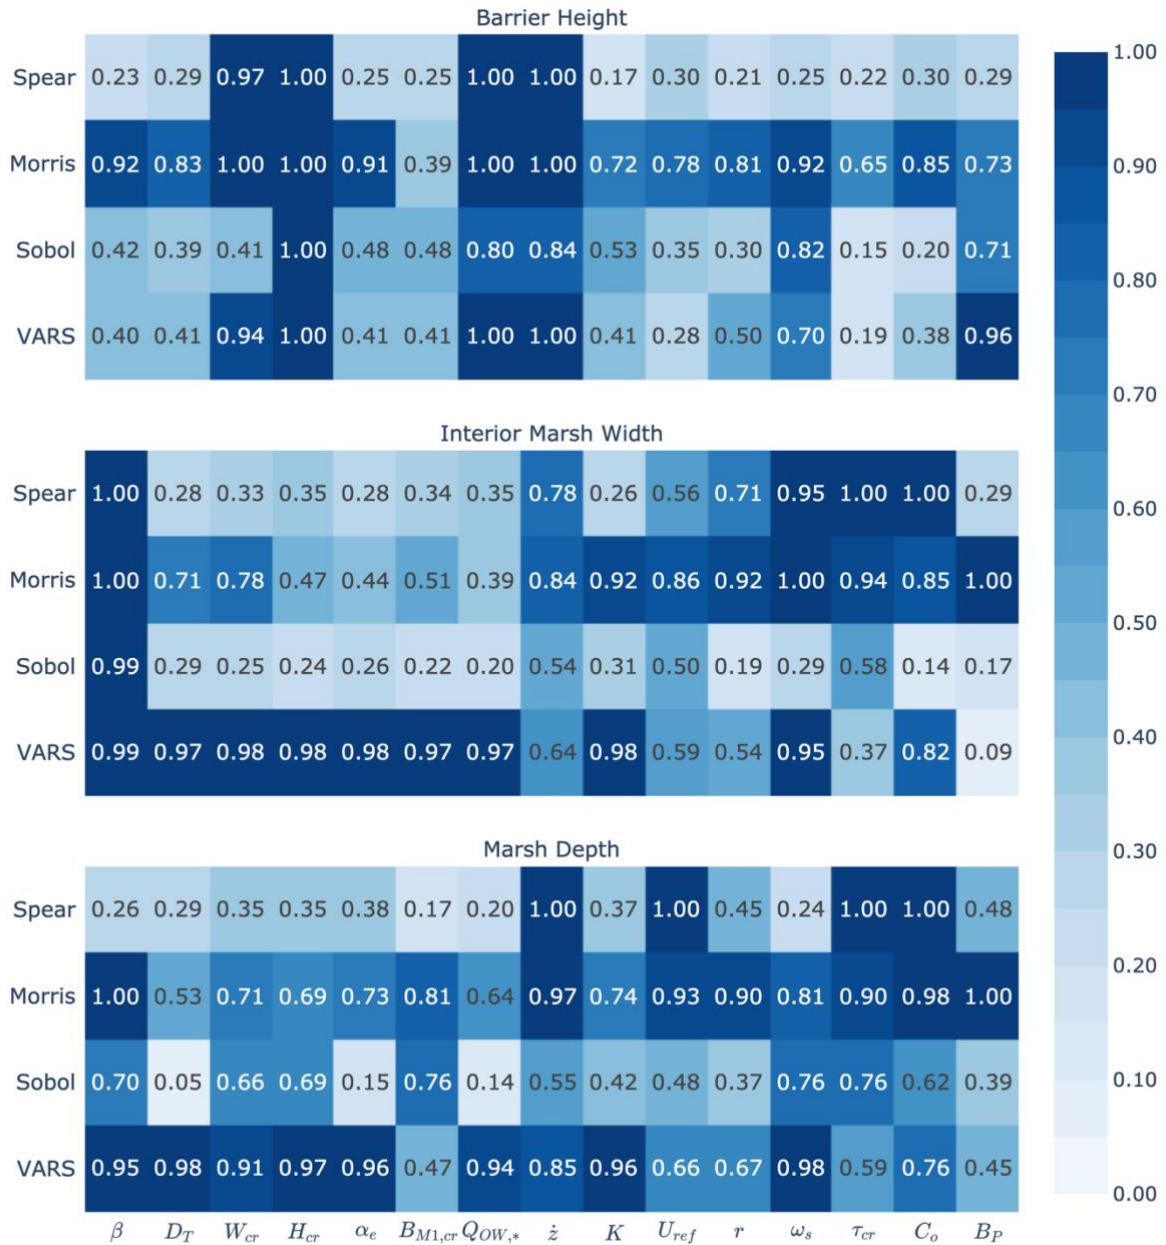 Barrier Height
Spear 0.23 0.29 0.97 1.00 0.25 0.25 1.00 1.00 0.17 0.30 0.21 0.25 0.22 0.30 0.29
Morris 0.92 0.83 1.00 1.00 0.91 0.39 1.00 1.00 0.72 0.78 0.81 0.92 0.65 0.85 0.73
Sobol 0.42 0.39 0.41 1.00 0.48 0.48 0.80 0.84 0.53 0.35 0.30 0.82 0.15 0.20 0.71
VARS 0.40 0.41 0.94 1.00 0.41 0.41 1.00 1.00 0.41 0.28 0.50 0.70 0.19 0.38 0.96
Interior Marsh Width
Spear 1.00 0.28 0.33 0.35 0.28 0.34 0.35 0.78 0.26 0.56 0.71 0.95 1.00 1.00 0.29
Morris 1.00 0.71 0.78 0.47 0.44 0.51 0.39 0.84 0.92 0.86 0.92 1.00 0.94 0.85 1.00
Sobol 0.99 0.29 0.25 0.24 0.26 0.22 0.20 0.54 0.31 0.50 0.19 0.29 0.58 0.14 0.17
VARS 0.99 0.97 0.98 0.98 0.98 0.97 0.97 0.64 0.98 0.59 0.54 0.95 0.37 0.82 0.09
Marsh Depth
Spear 0.26 0.29 0.35 0.35 0.38 0.17 0.20 1.00 0.37 1.00 0.45 0.24 1.00 1.00 0.48
Morris 1.00 0.53 0.71 0.69 0.73 0.81 0.64 0.97 0.74 0.93 0.90 0.81 0.90 0.98 1.00
Sobol 0.70 0.05 0.66 0.69 0.15 0.76 0.14 0.55 0.42 0.48 0.37 0.76 0.76 0.62 0.39
VARS 0.95 0.98 0.91 0.97 0.96 0.47 0.94 0.85 0.96 0.66 0.67 0.98 0.59 0.76 0.45
β D_T W_cr H_cr α_e B_M1,cr Q_OW,* ż K U_ref r ω_s τ_cr C_o B_P
1.00
0.90
0.80
0.70
0.60
0.50
0.40
0.30
0.20
0.10
0.00